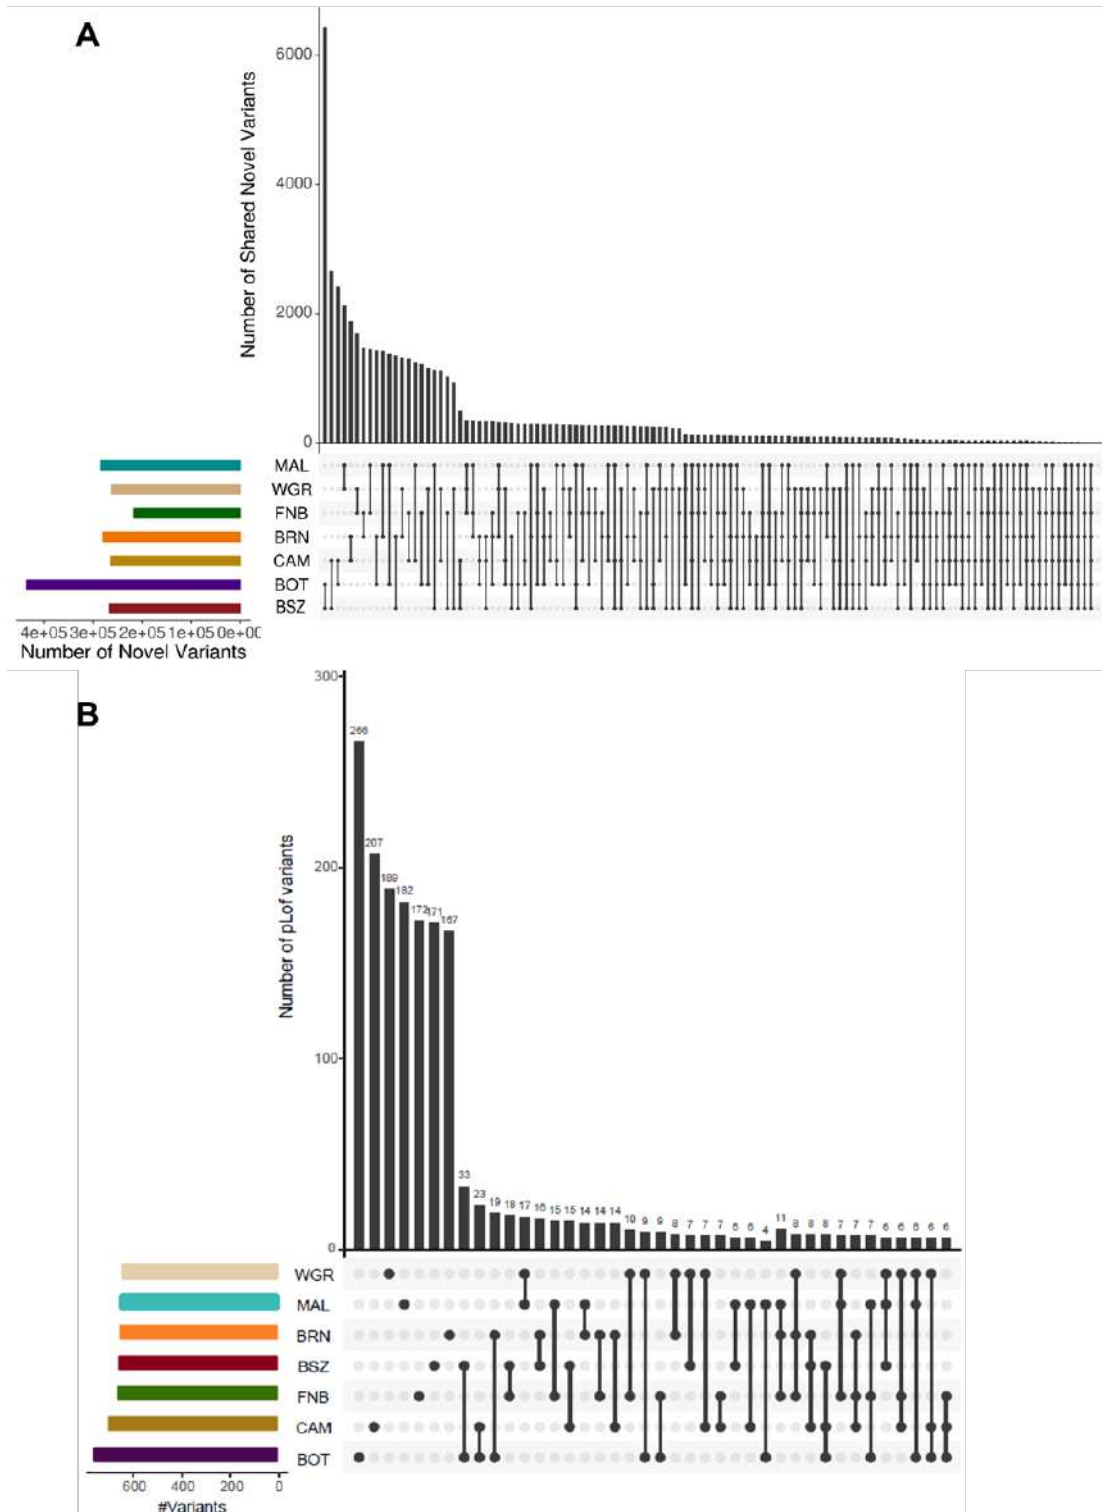 A
Number of Shared Novel Variants
6000
4000
2000
0
MAL
WGR
FNB
BRN
CAM
BOT
BSZ
4e+05 3e+05 2e+05 1e+05 0e+00
Number of Novel Variants
B
Number of pLof variants
300
200
100
0
266
207
189
182
172
171
167
33
23
19
18
17
16
15
15
14
14
14
10
9
9
8
7
7
7
6
6
4
11
8
8
8
7
7
7
6
6
6
6
6
WGR
MAL
BRN
BSZ
FNB
CAM
BOT
600 400 200 0
#Variants